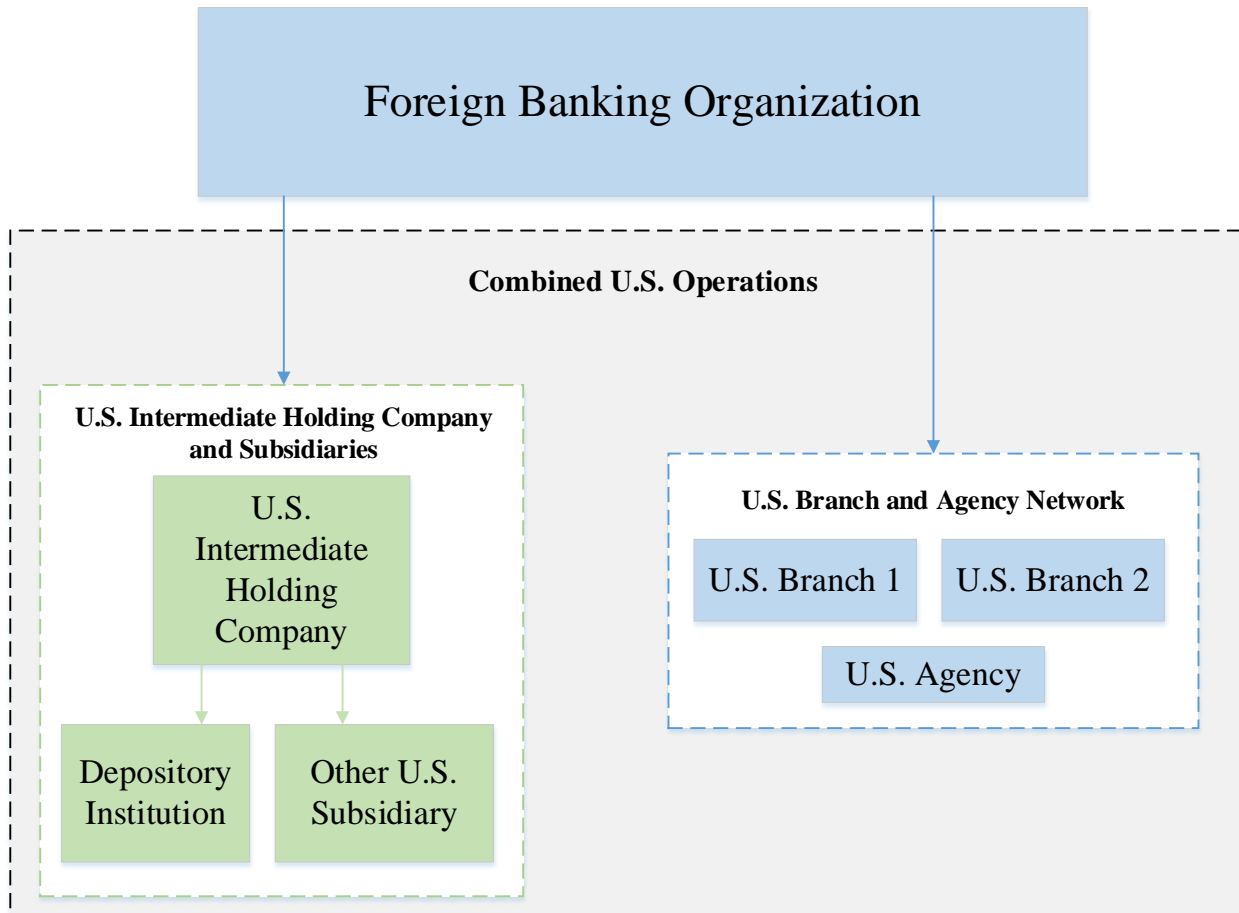 Foreign Banking Organization
Combined U.S. Operations
U.S. Intermediate Holding Company
and Subsidiaries
U.S.
Intermediate
Holding
Company
Depository
Institution
Other U.S.
Subsidiary
U.S. Branch and Agency Network
U.S. Branch 1
U.S. Branch 2
U.S. Agency